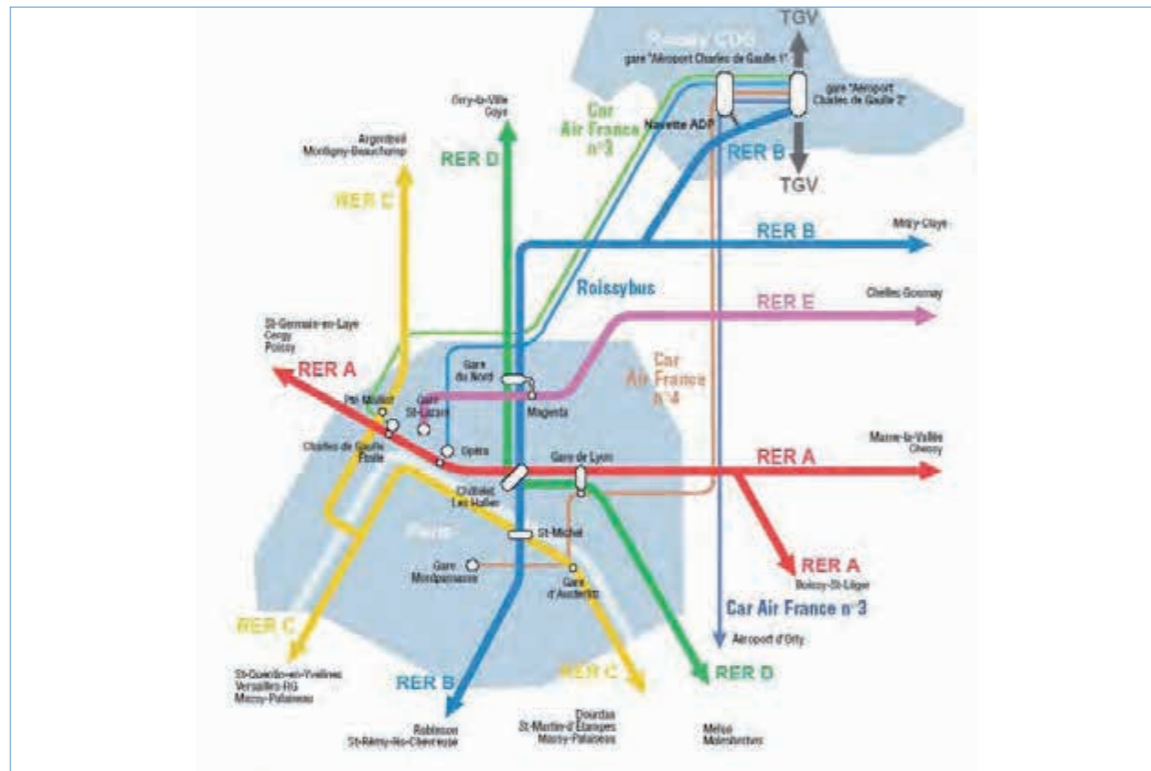 TGV
Roissy CDG
gare "Aéroport Charles de Gaulle 1"
gare "Aéroport
Charles de Gaulle 2"
Navette ADP
TGV
Orry-la-Ville
Car
Air France
n°3
Argenteuil
Montigny-Beauchamp
RER D
RER B
RER C
RER B
Mitry-Claye
Roissybus
RER E
Chelles-Gournay
St-Germain-en-Laye
Cergy
Poissy
RER A
Gare
du Nord
Car
Air France
n°4
Pte Maillot
Gare
St-Lazare
Magenta
Charles de Gaulle
Étoile
Opéra
Gare de Lyon
Marne-la-Vallée
Chessy
RER A
Châtelet
Les Halles
Paris
St-Michel
Gare
Montparnasse
Gare
d'Austerlitz
RER A
Boissy-St-Léger
Car Air France n°3
Aéroport d'Orly
RER C
RER B
RER C
RER D
St-Quentin-en-Yvelines
Versailles-RG
Massy-Palaiseau
Robinson
St-Rémy-lès-Chevreuse
Dourdan
St-Martin-d'Étampes
Massy-Palaiseau
Melun
Malesherbes